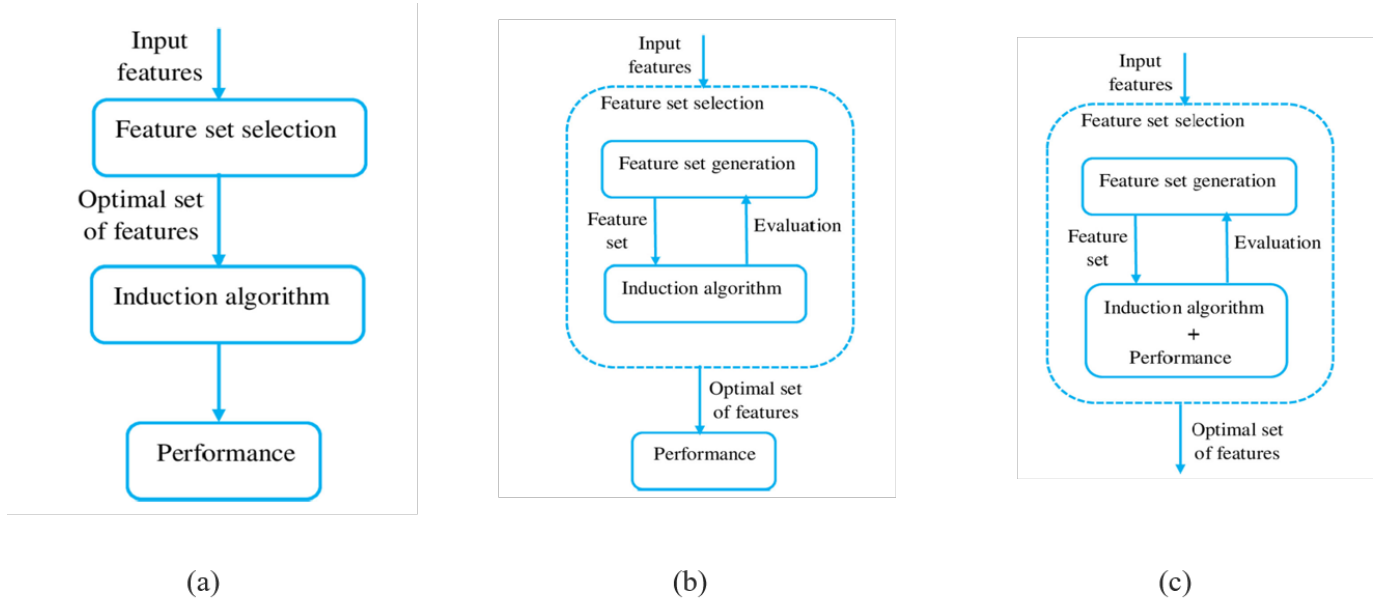 Input
features
Feature set selection
Optimal set
of features
Induction algorithm
Performance
(a)
Input
features
Feature set selection
Feature set generation
Feature
set
Evaluation
Induction algorithm
Optimal set
of features
Performance
(b)
Input
features
Feature set selection
Feature set generation
Feature
set
Evaluation
Induction algorithm
+
Performance
Optimal set
of features
(c)